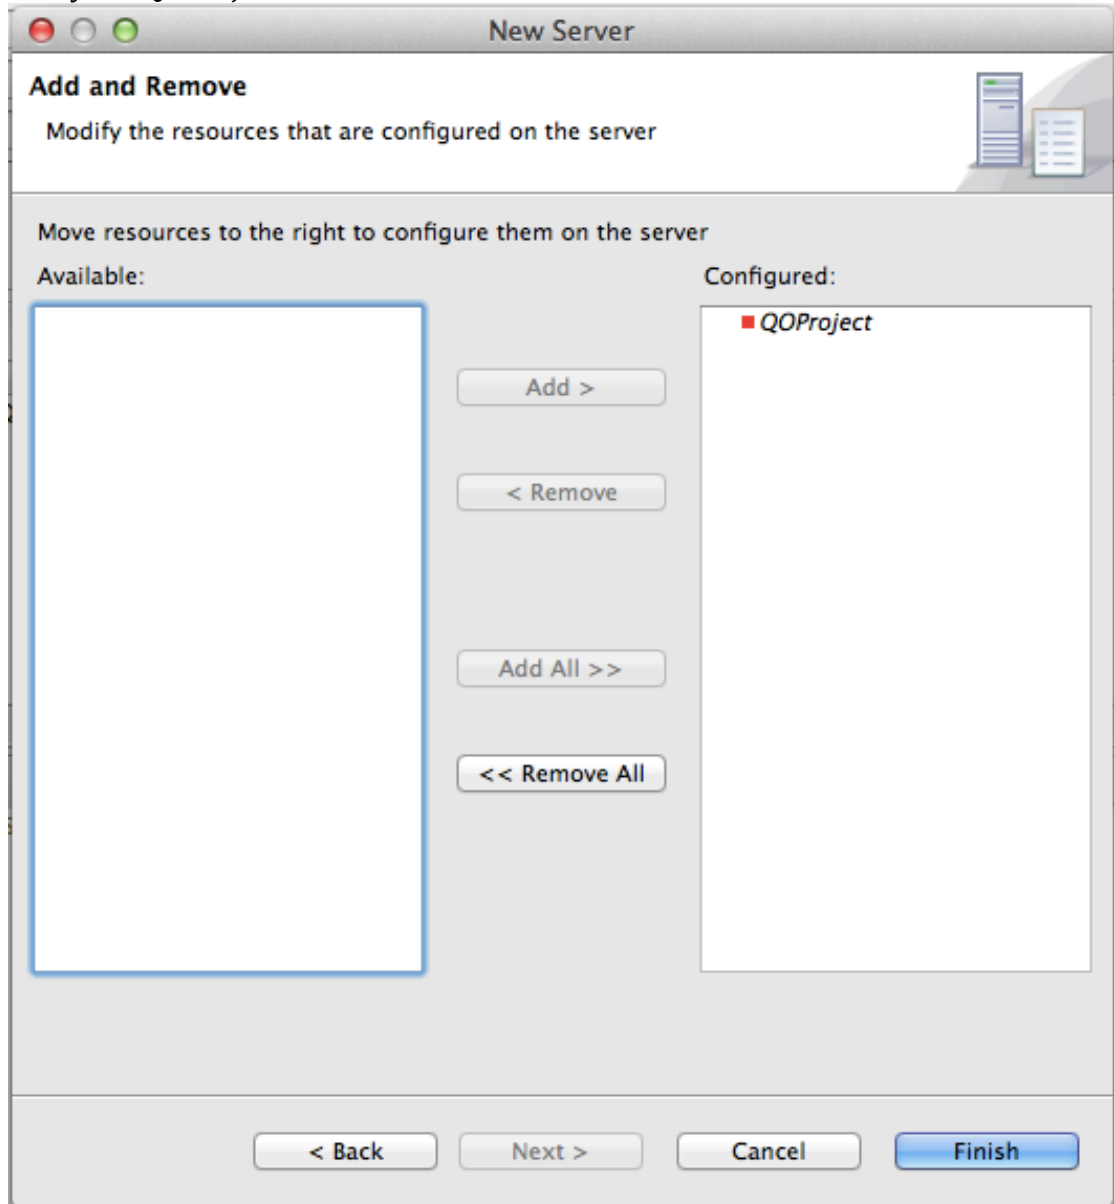 New Server
Add and Remove
Modify the resources that are configured on the server
Move resources to the right to configure them on the server
Available:
Configured:
QOProject
Add >
< Remove
Add All >>
<< Remove All
< Back
Next >
Cancel
Finish